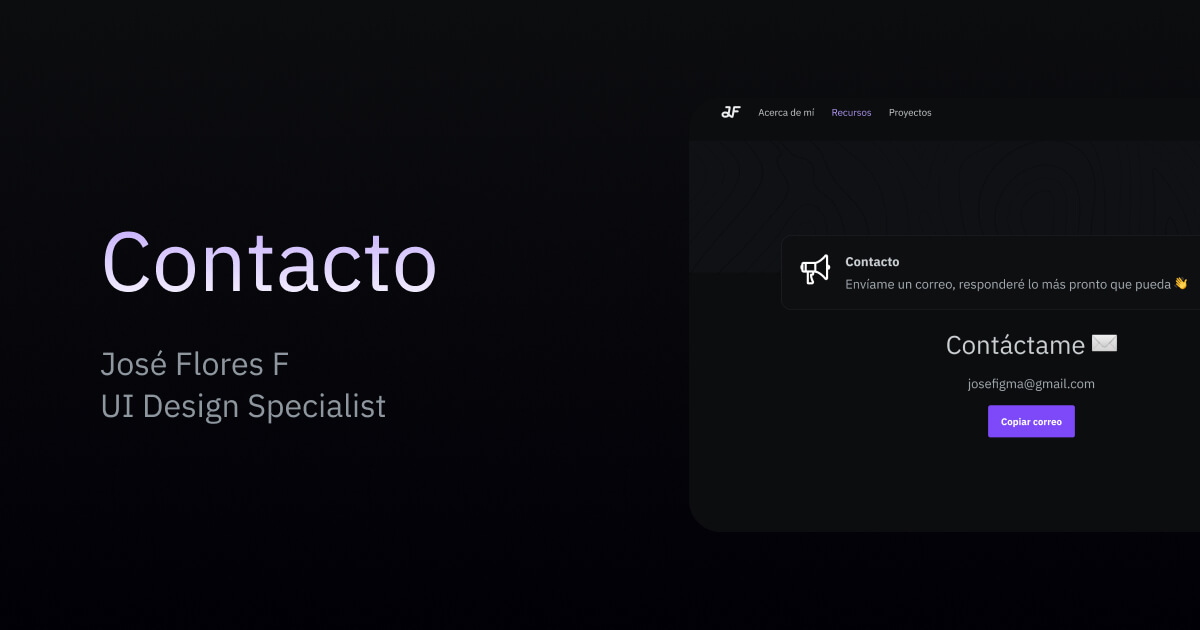 Contacto
José Flores F
UI Design Specialist
JF Acerca de mí Recursos Proyectos
Contacto
Envíame un correo, responderé lo más pronto que pueda 👋
Contáctame ✉️
josefigma@gmail.com
Copiar correo